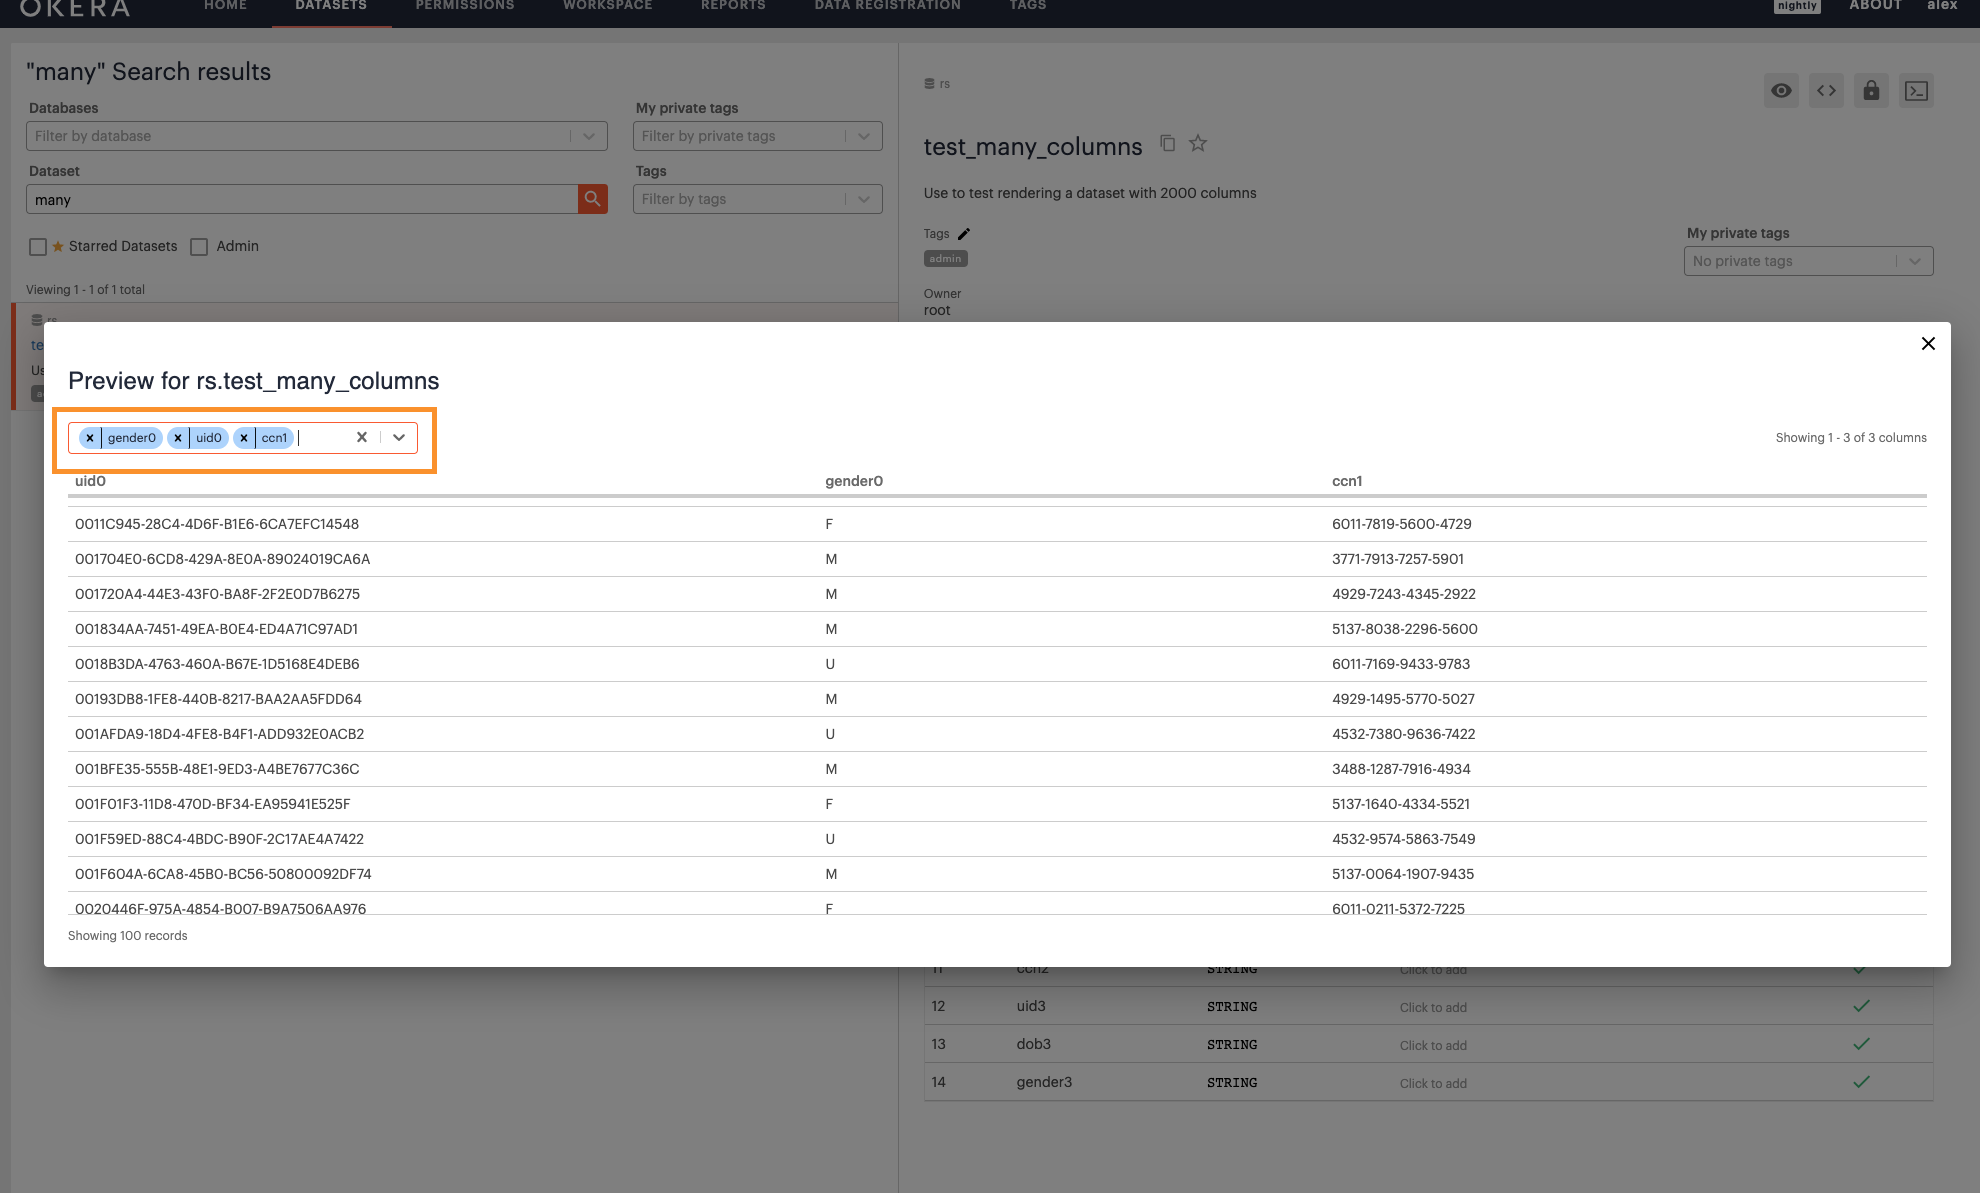 OKERA HOME DATASETS PERMISSIONS WORKSPACE REPORTS DATA REGISTRATION TAGS nightly ABOUT alex
"many" Search results
Databases
Filter by database
My private tags
Filter by private tags
Dataset
many
Tags
Filter by tags
Starred Datasets Admin
Viewing 1 - 1 of 1 total
rs
te
Us
rs
test_many_columns
Use to test rendering a dataset with 2000 columns
Tags
admin
My private tags
No private tags
Owner
root
Preview for rs.test_many_columns
gender0 uid0 ccn1
Showing 1 - 3 of 3 columns
uid0 gender0 ccn1
0011C945-28C4-4D6F-B1E6-6CA7EFC14548 F 6011-7819-5600-4729
001704E0-6CD8-429A-8E0A-89024019CA6A M 3771-7913-7257-5901
001720A4-44E3-43F0-BA8F-2F2E0D7B6275 M 4929-7243-4345-2922
001834AA-7451-49EA-B0E4-ED4A71C97AD1 M 5137-8038-2296-5600
0018B3DA-4763-460A-B67E-1D5168E4DEB6 U 6011-7169-9433-9783
00193DB8-1FE8-440B-8217-BAA2AA5FDD64 M 4929-1495-5770-5027
001AFDA9-18D4-4FE8-B4F1-ADD932E0ACB2 U 4532-7380-9636-7422
001BFE35-555B-48E1-9ED3-A4BE7677C36C M 3488-1287-7916-4934
001F01F3-11D8-470D-BF34-EA95941E525F F 5137-1640-4334-5521
001F59ED-88C4-4BDC-B90F-2C17AE4A7422 U 4532-9574-5863-7549
001F604A-6CA8-45B0-BC56-50800092DF74 M 5137-0064-1907-9435
0020446F-975A-4854-B007-B9A7506AA976 F 6011-0211-5372-7225
Showing 100 records
11 ccn2 STRING Click to add
12 uid3 STRING Click to add
13 dob3 STRING Click to add
14 gender3 STRING Click to add